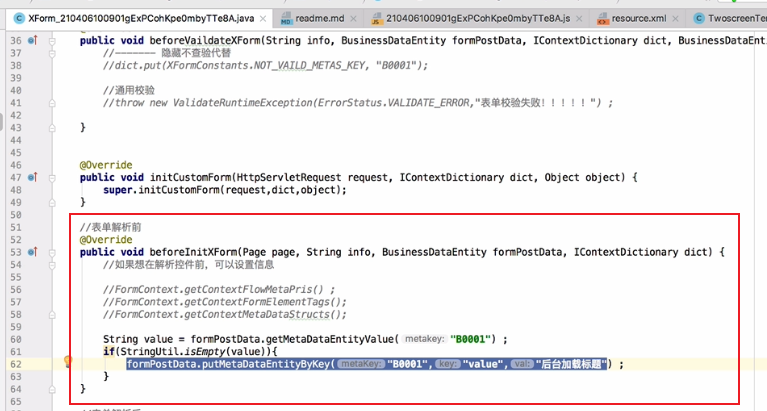 XForm_210406100901gExPCohKpe0mbyTTe8A.java × readme.md × 210406100901gExPCohKpe0mbyTTe8A.js × resource.xml × TwoscreenTer
36 public void beforeVaildateXForm(String info, BusinessDataEntity formPostData, IContextDictionary dict, BusinessDataEnti
37 //------- 隐藏不查验代替
38 //dict.put(XFormConstants.NOT_VAILD_METAS_KEY, "B0001");
39
40 //通用校验
41 //throw new ValidateRuntimeException(ErrorStatus.VALIDATE_ERROR,"表单校验失败！！！！！") ;
42
43 }
44
45
46 @Override
47 public void initCustomForm(HttpServletRequest request, IContextDictionary dict, Object object) {
48 super.initCustomForm(request,dict,object);
49 }
50
51 //表单解析前
52 @Override
53 public void beforeInitXForm(Page page, String info, BusinessDataEntity formPostData, IContextDictionary dict) {
54 //如果想在解析控件前，可以设置信息
55
56 //FormContext.getContextFlowMetaPris() ;
57 //FormContext.getContextFormElementTags();
58 //FormContext.getContextMetaDataStructs();
59
60 String value = formPostData.getMetaDataEntityValue( metakey: "B0001") ;
61 if(StringUtil.isEmpty(value)){
62 formPostData.putMetaDataEntityByKey( metaKey: "B0001", key: "value", val: "后台加载标题") ;
63 }
64 }
65